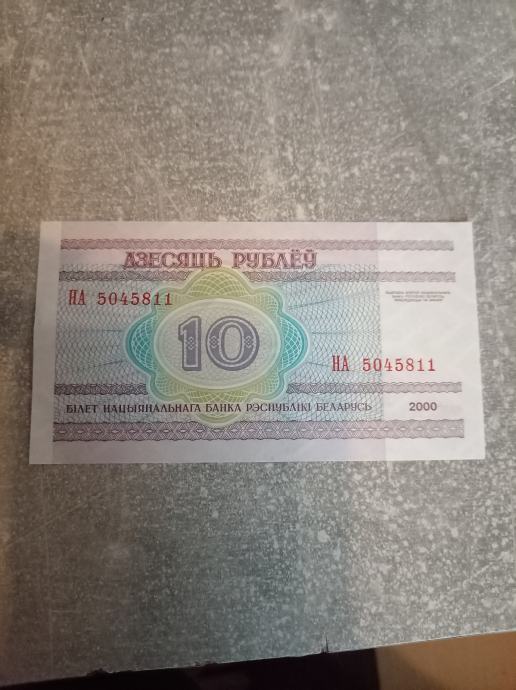 ДЗЕСЯЦЬ РУБЛЁЎ
НА 5045811
10
НА 5045811
БІЛЕТ НАЦЫЯНАЛЬНАГА БАНКА РЭСПУБЛІКІ БЕЛАРУСЬ 2000